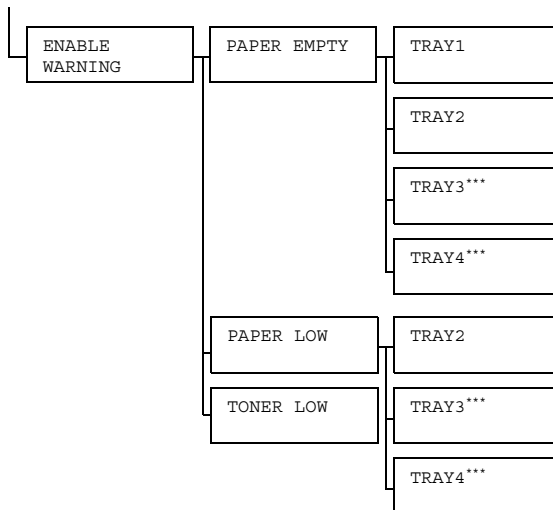 ENABLE
WARNING
PAPER EMPTY
TRAY1
TRAY2
TRAY3***
TRAY4***
PAPER LOW
TRAY2
TONER LOW
TRAY3***
TRAY4***